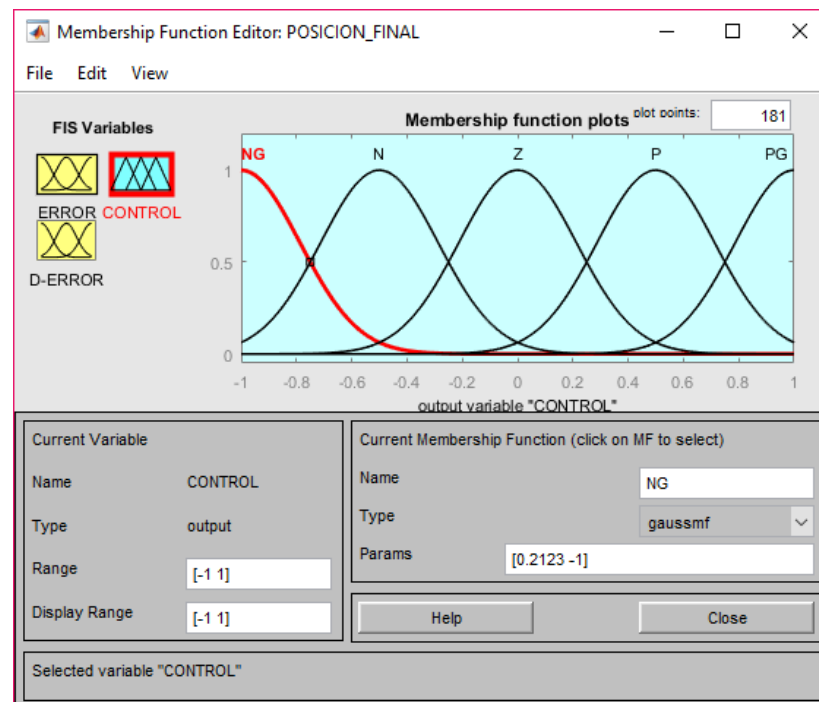 Membership Function Editor: POSICION_FINAL
File Edit View
FIS Variables
ERROR CONTROL
D-ERROR
Membership function plots plot points: 181
NG N Z P PG
1
0.5
0
-1 -0.8 -0.6 -0.4 -0.2 0 0.2 0.4 0.6 0.8 1
output variable "CONTROL"
Current Variable
Name CONTROL
Type output
Range [-1 1]
Display Range [-1 1]
Current Membership Function (click on MF to select)
Name NG
Type gaussmf
Params [0.2123 -1]
Help Close
Selected variable "CONTROL"